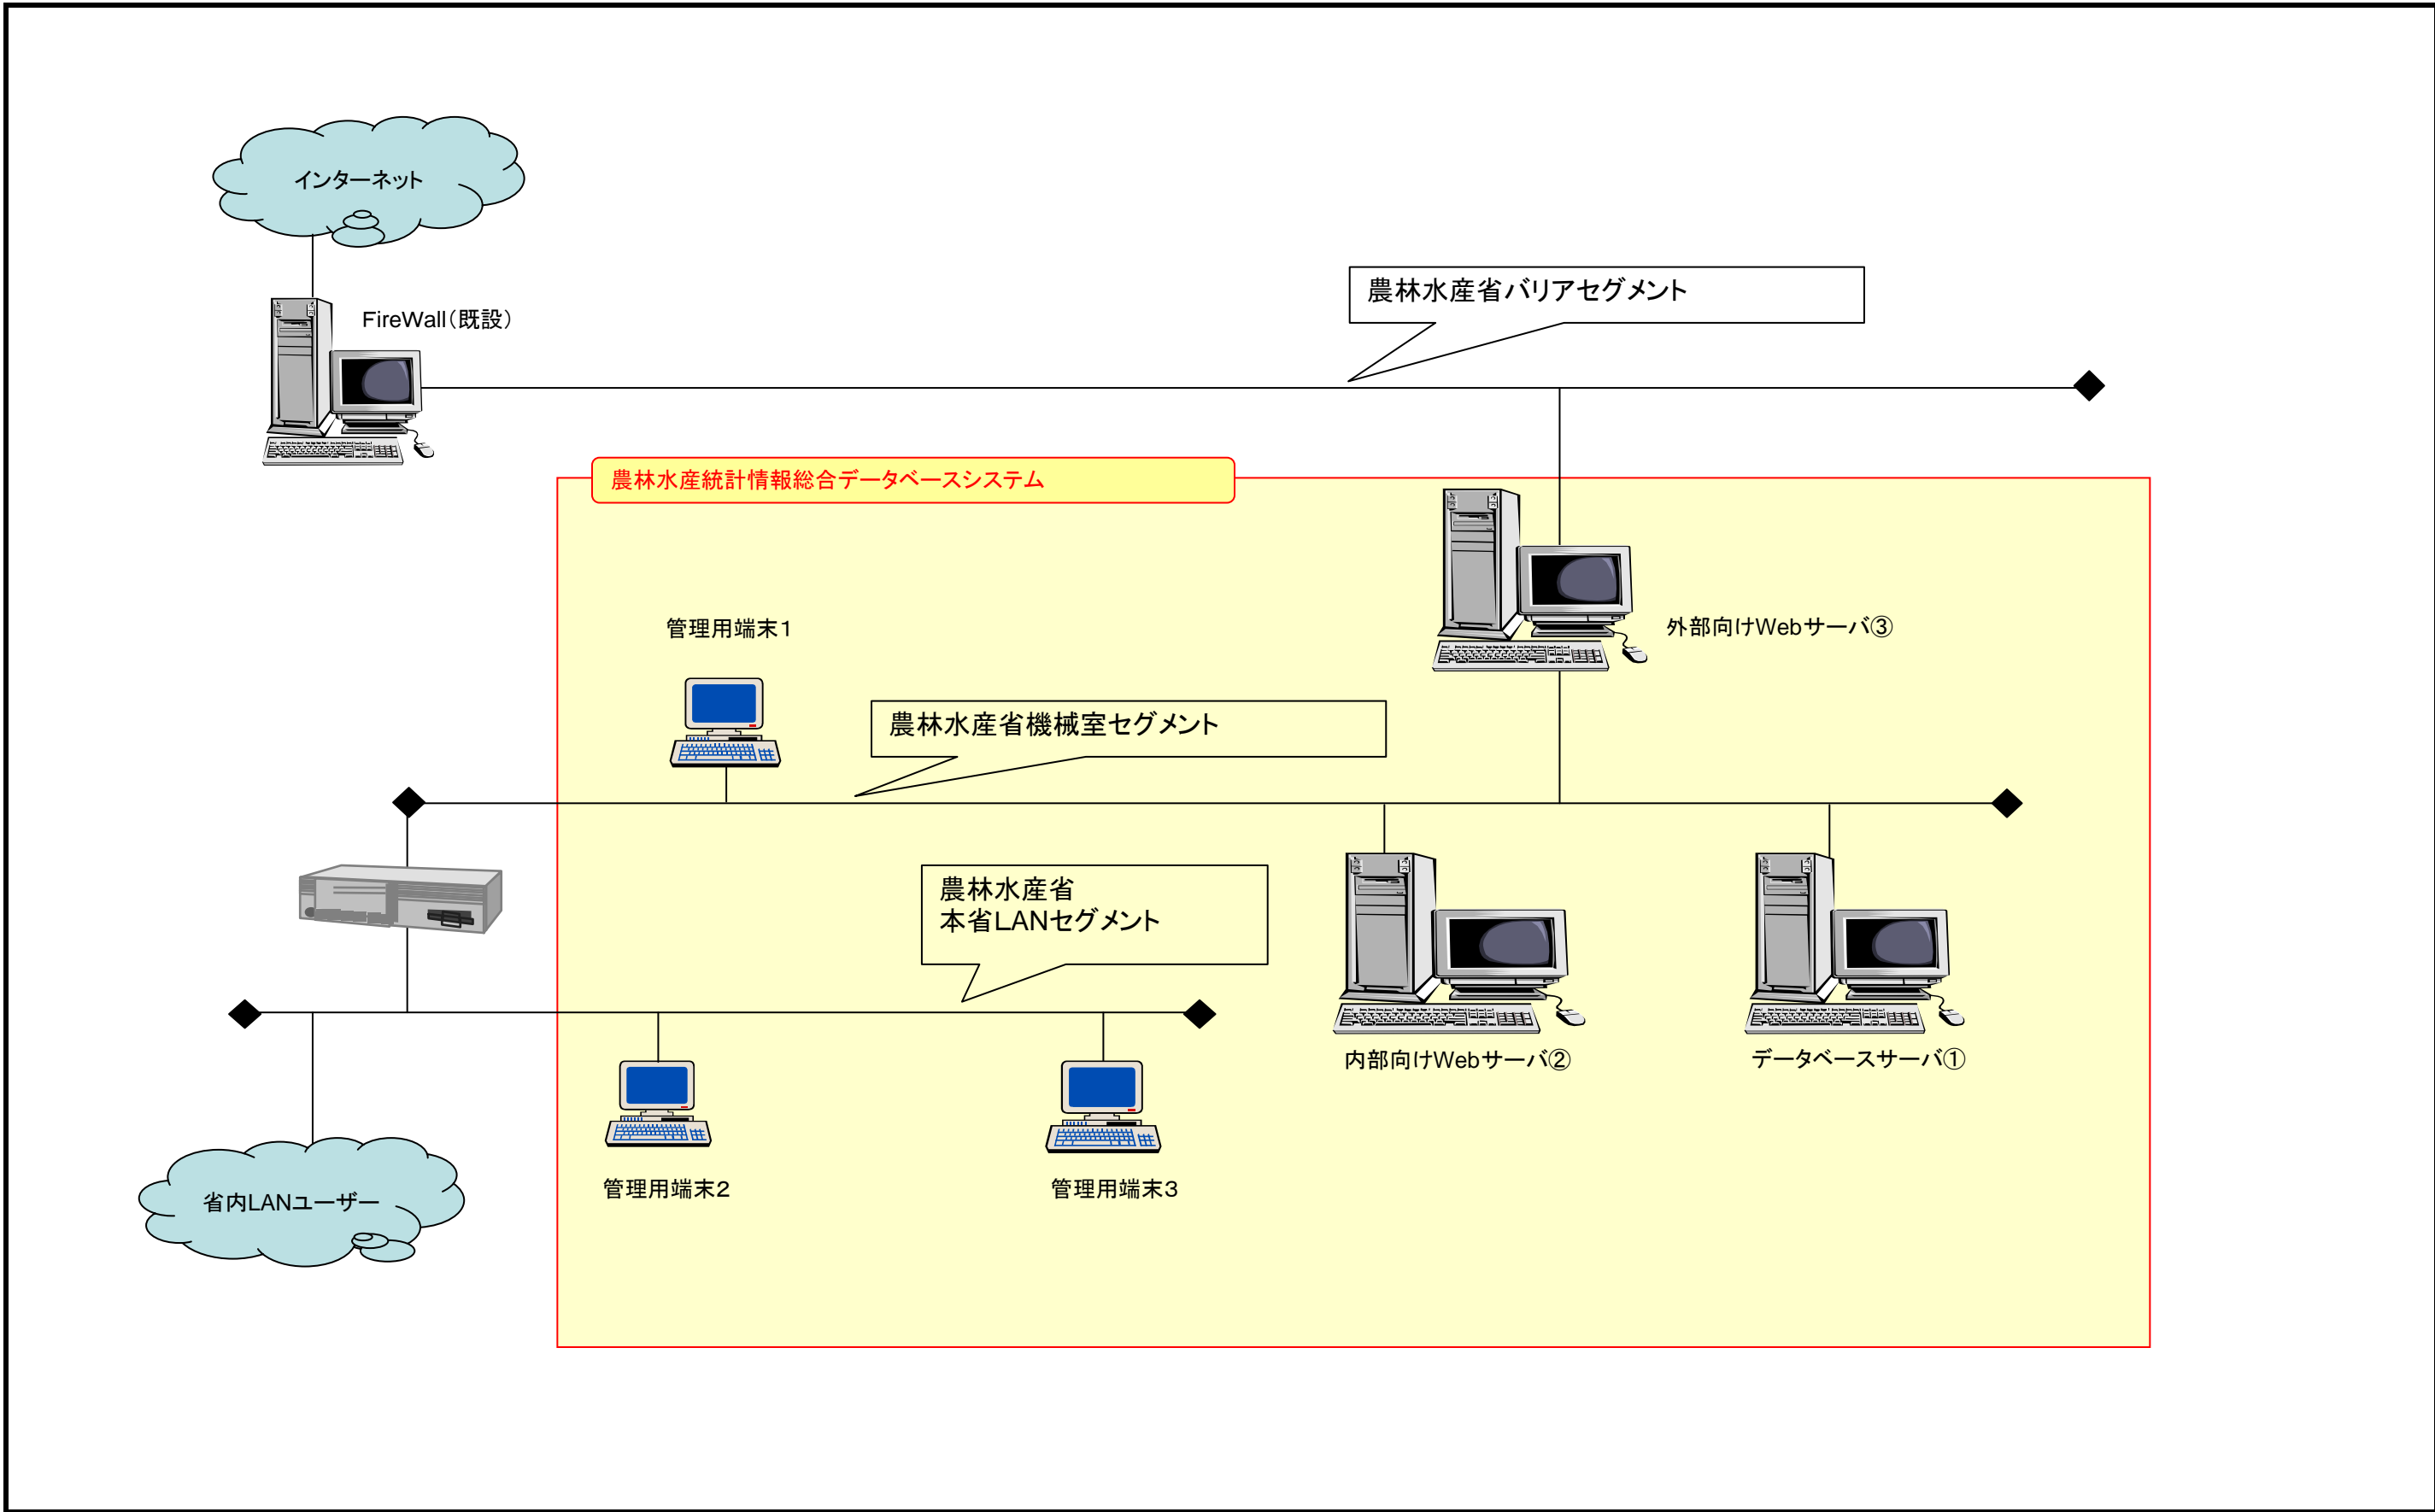 インターネット
FireWall(既設)
農林水産省バリアセグメント
農林水産統計情報総合データベースシステム
管理用端末1
外部向けWebサーバ③
農林水産省機械室セグメント
農林水産省
本省LANセグメント
内部向けWebサーバ②
データベースサーバ①
管理用端末2
管理用端末3
省内LANユーザー